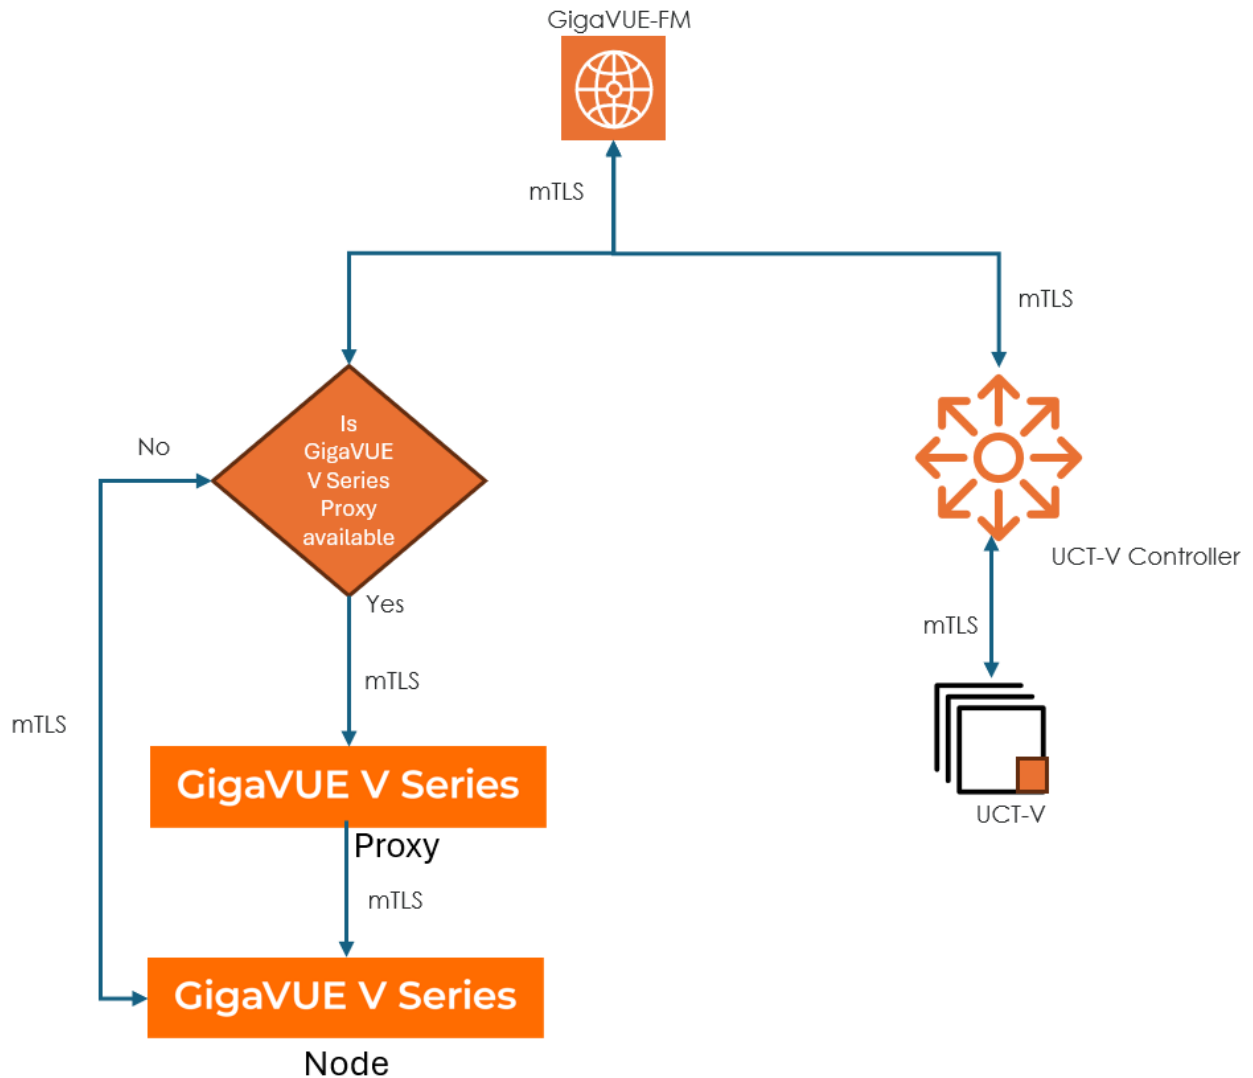 GigaVUE-FM
mTLS
mTLS
Is
GigaVUE
V Series
Proxy
available
No
Yes
UCT-V Controller
mTLS
mTLS
mTLS
GigaVUE V Series
Proxy
UCT-V
mTLS
GigaVUE V Series
Node